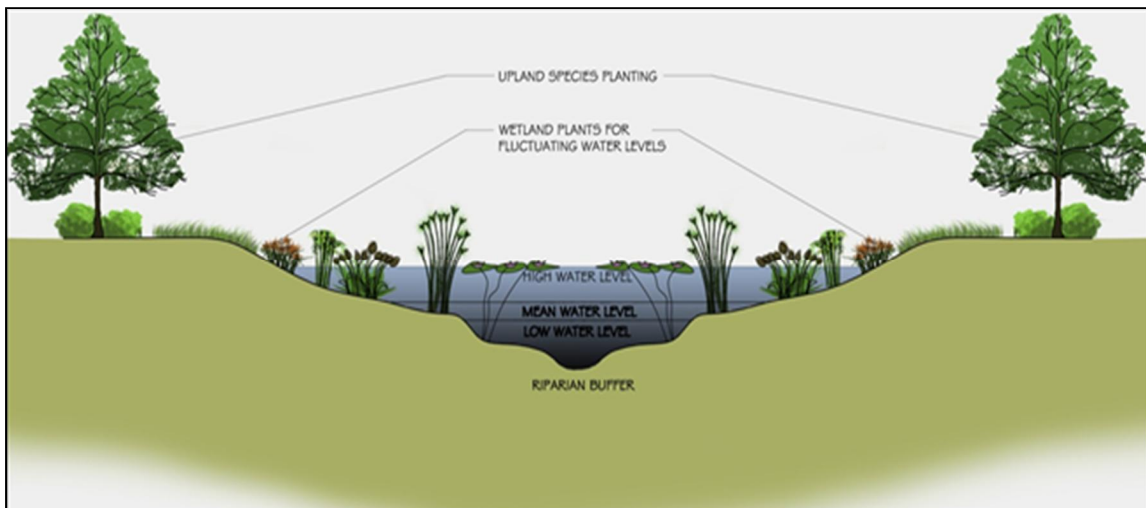 UPLAND SPECIES PLANTING
WETLAND PLANTS FOR
FLUCTUATING WATER LEVELS
HIGH WATER LEVEL
MEAN WATER LEVEL
LOW WATER LEVEL
RIPARIAN BUFFER